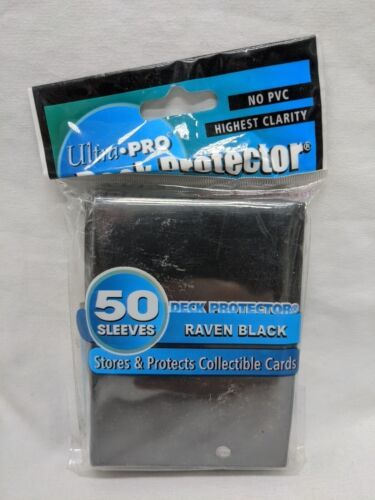 NO PVC
HIGHEST CLARITY
Ultra•PRO
Deck Protector®
50
SLEEVES
DECK PROTECTOR®
RAVEN BLACK
Stores & Protects Collectible Cards